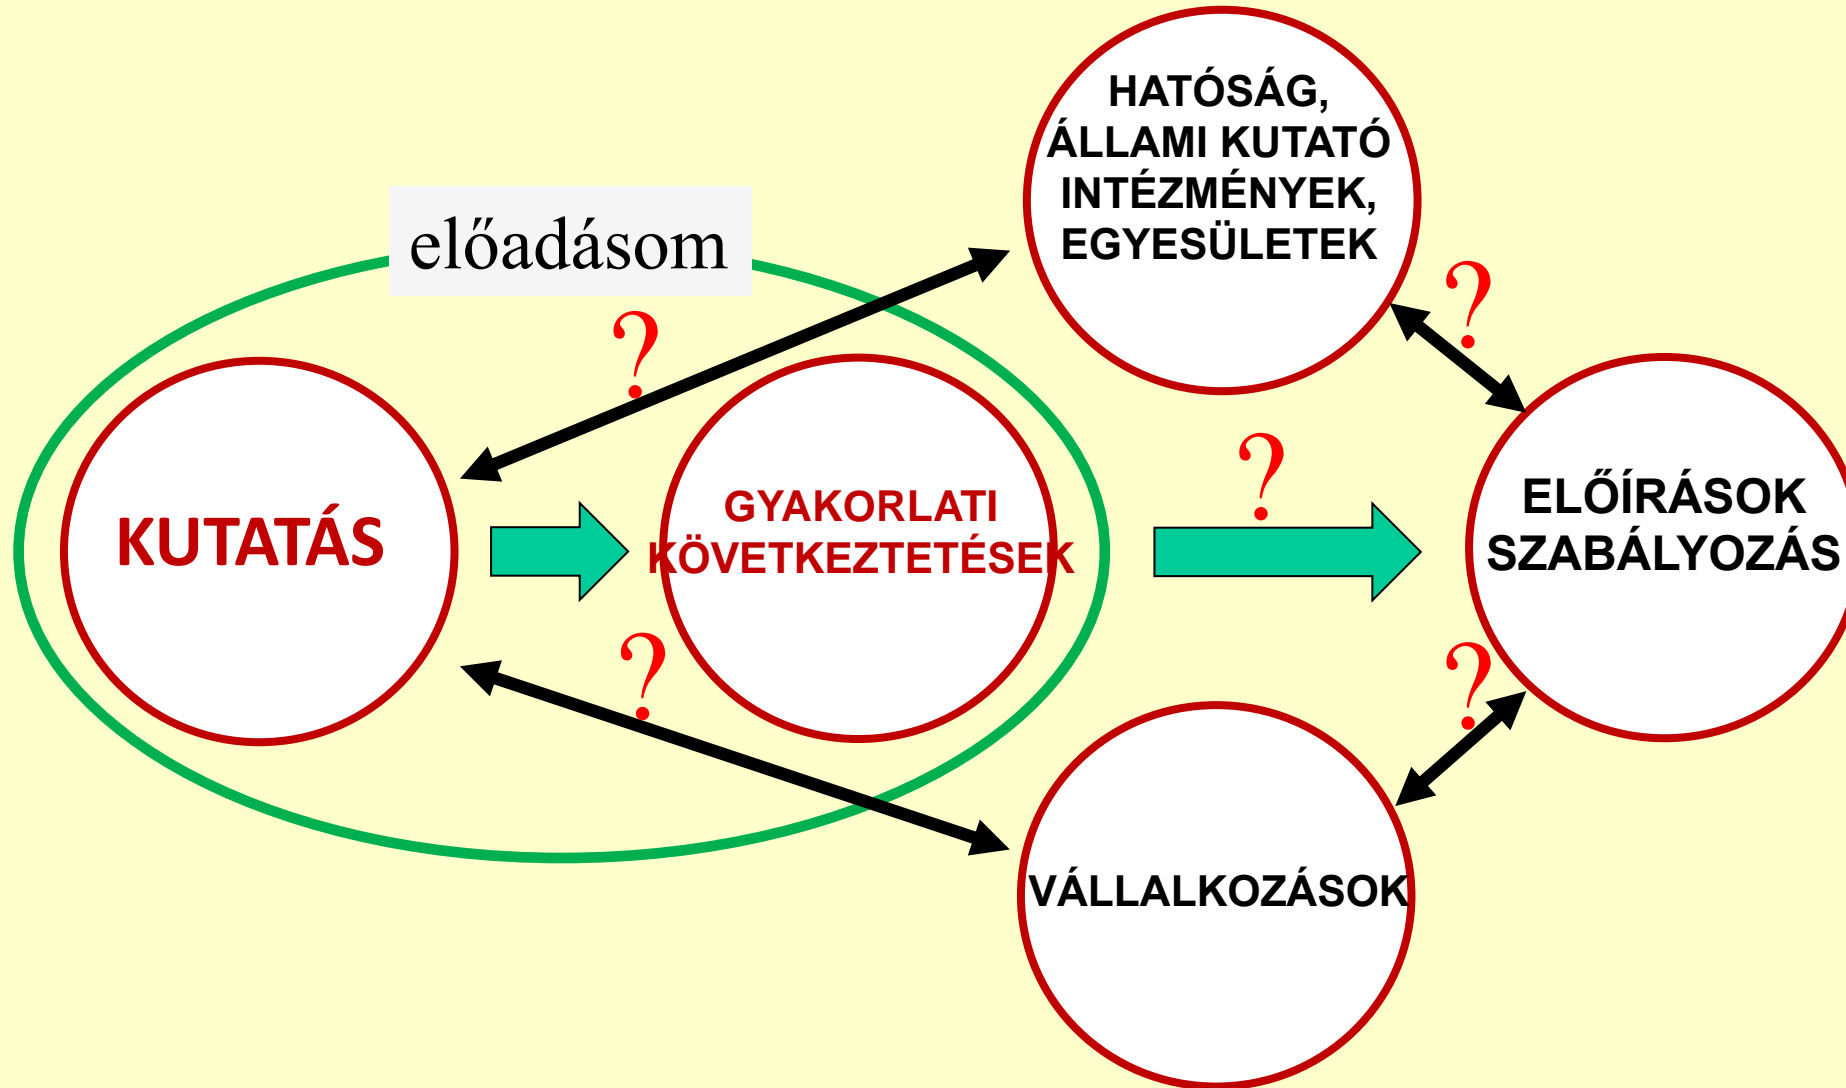 HATÓSÁG,
ÁLLAMI KUTATÓ
INTÉZMÉNYEK,
EGYESÜLETEK
előadásom
?
?
KUTATÁS
GYAKORLATI
KÖVETKEZTETÉSEK
?
ELŐÍRÁSOK
SZABÁLYOZÁS
?
?
VÁLLALKOZÁSOK